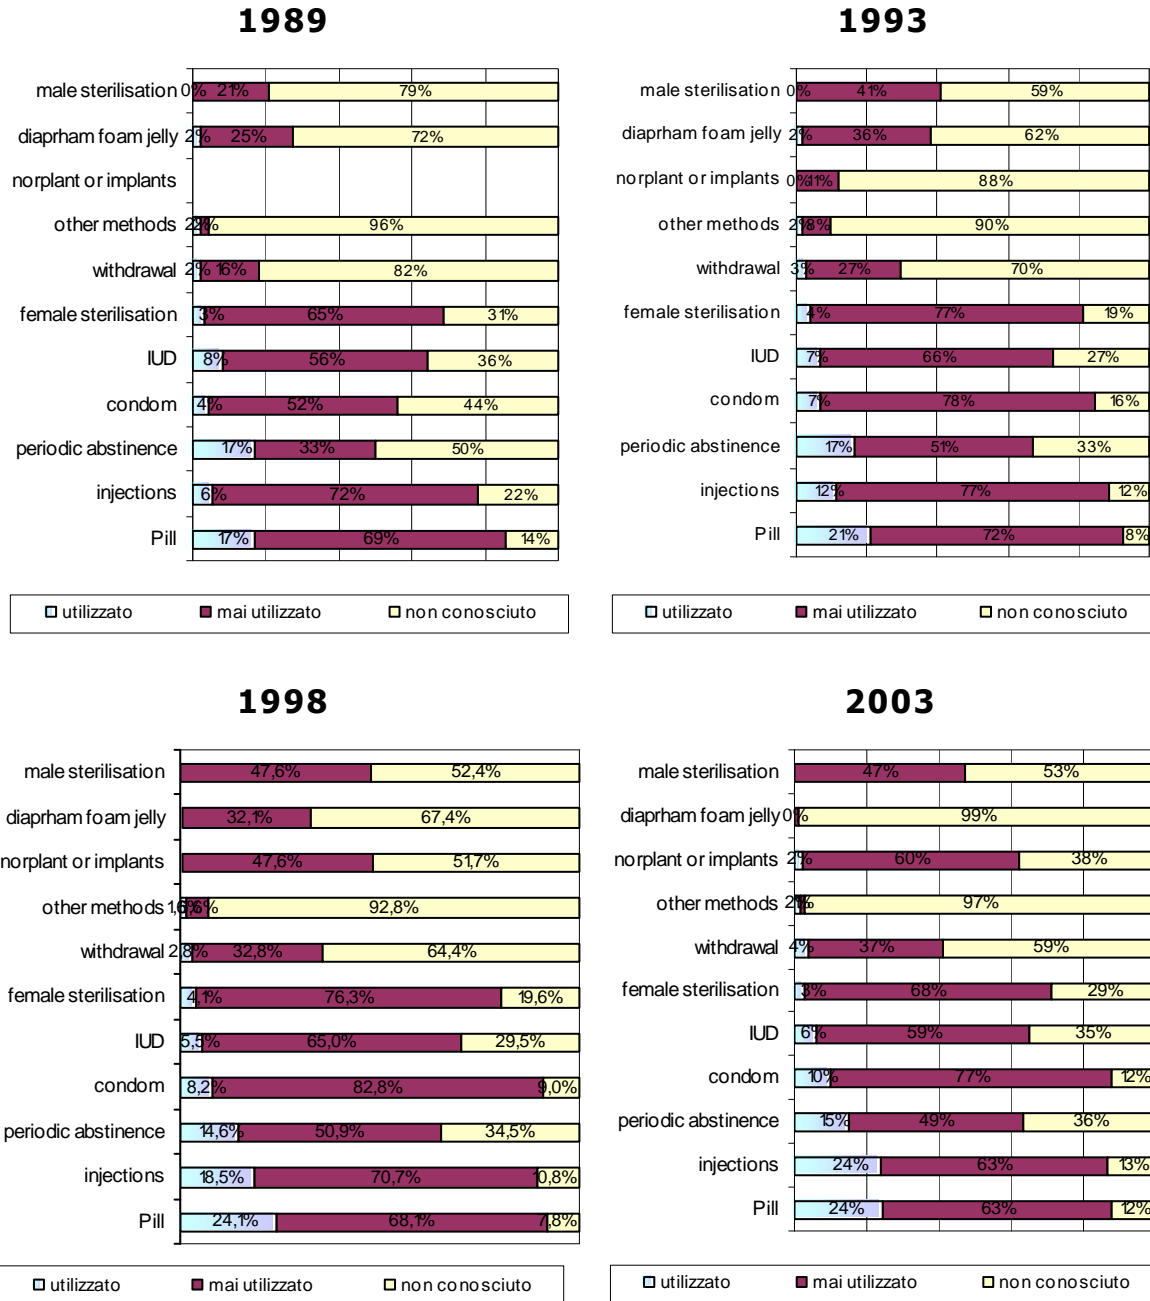 1989
male sterilisation 0% 21% 79%
diaprham foam jelly 2% 25% 72%
norplant or implants
other methods 2% 2% 96%
withdrawal 2% 16% 82%
female sterilisation 3% 65% 31%
IUD 8% 56% 36%
condom 4% 52% 44%
periodic abstinence 17% 33% 50%
injections 6% 72% 22%
Pill 17% 69% 14%
utilizzato mai utilizzato non conosciuto
1993
male sterilisation 0% 41% 59%
diaprham foam jelly 2% 36% 62%
norplant or implants 0% 11% 88%
other methods 2% 8% 90%
withdrawal 3% 27% 70%
female sterilisation 4% 77% 19%
IUD 7% 66% 27%
condom 7% 78% 16%
periodic abstinence 17% 51% 33%
injections 12% 77% 12%
Pill 21% 72% 8%
utilizzato mai utilizzato non conosciuto
1998
male sterilisation 47,6% 52,4%
diaprham foam jelly 32,1% 67,4%
norplant or implants 47,6% 51,7%
other methods 92,8%
withdrawal 2,8% 32,8% 64,4%
female sterilisation 4,1% 76,3% 19,6%
IUD 5,5% 65,0% 29,5%
condom 8,2% 82,8% 9,0%
periodic abstinence 14,6% 50,9% 34,5%
injections 18,5% 70,7% 10,8%
Pill 24,1% 68,1% 7,8%
utilizzato mai utilizzato non conosciuto
2003
male sterilisation 47% 53%
diaprham foam jelly 0% 99%
norplant or implants 2% 60% 38%
other methods 2% 1% 97%
withdrawal 4% 37% 59%
female sterilisation 3% 68% 29%
IUD 6% 59% 35%
condom 10% 77% 12%
periodic abstinence 15% 49% 36%
injections 24% 63% 13%
Pill 24% 63% 12%
utilizzato mai utilizzato non conosciuto